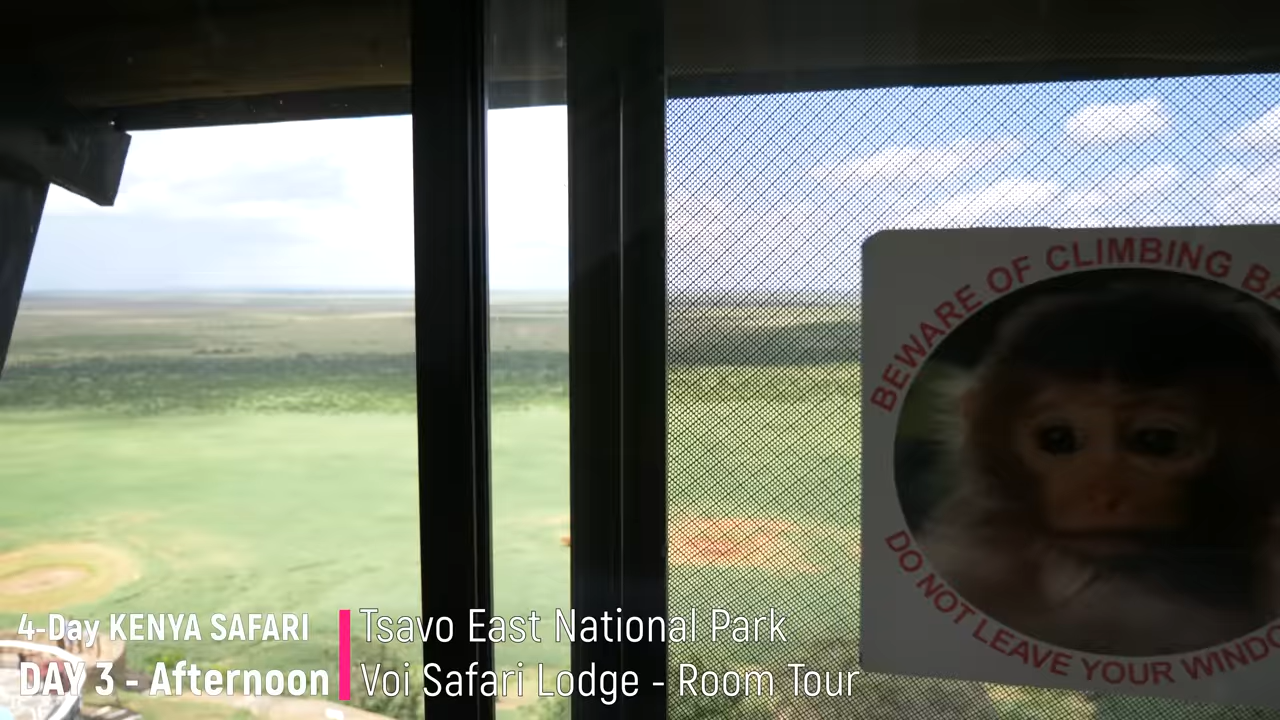 BEWARE OF CLIMBING
DO NOT LEAVE YOUR
4-Day KENYA SAFARI
DAY 3 - Afternoon
Tsavo East National Park
Voi Safari Lodge - Room Tour